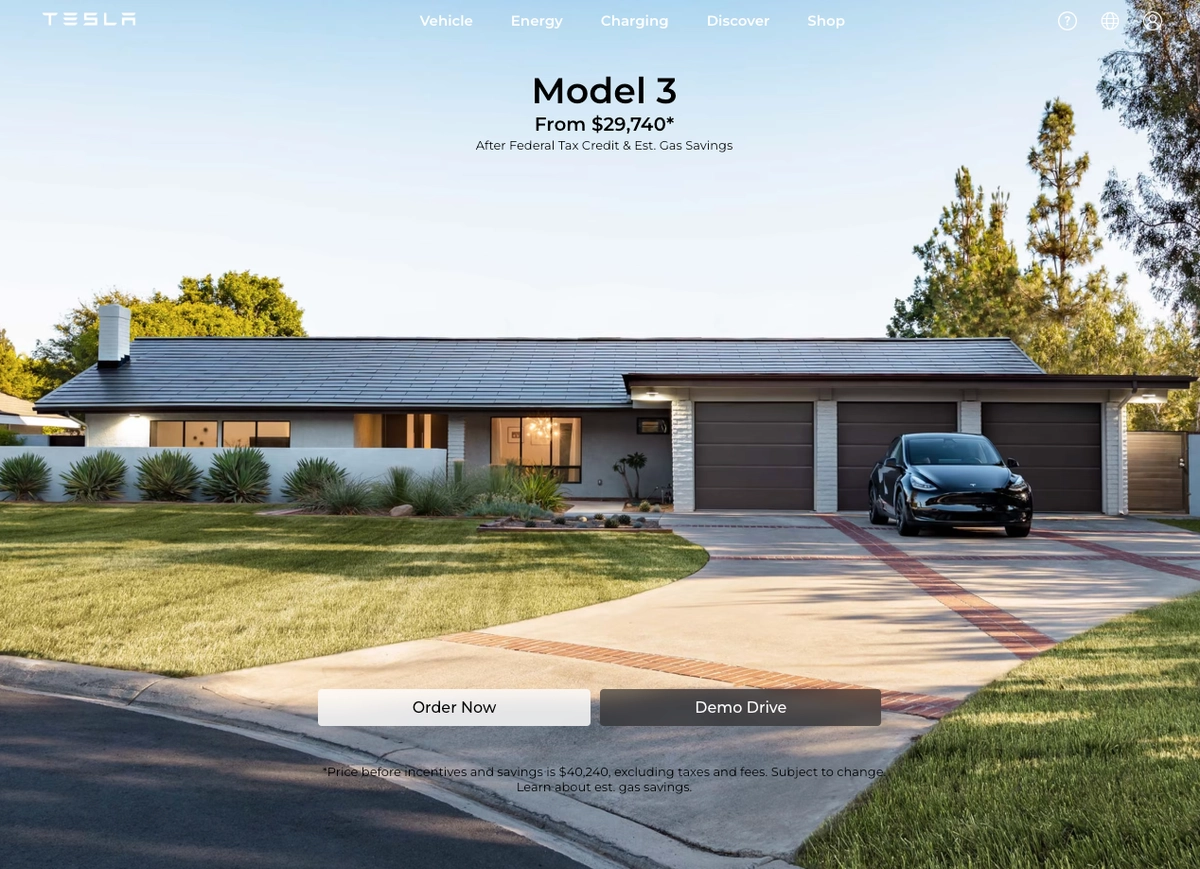 TESLA
Vehicle Energy Charging Discover Shop
Model 3
From $29,740*
After Federal Tax Credit & Est. Gas Savings
Order Now
Demo Drive
*Price before incentives and savings is $40,240, excluding taxes and fees. Subject to change.
Learn about est. gas savings.